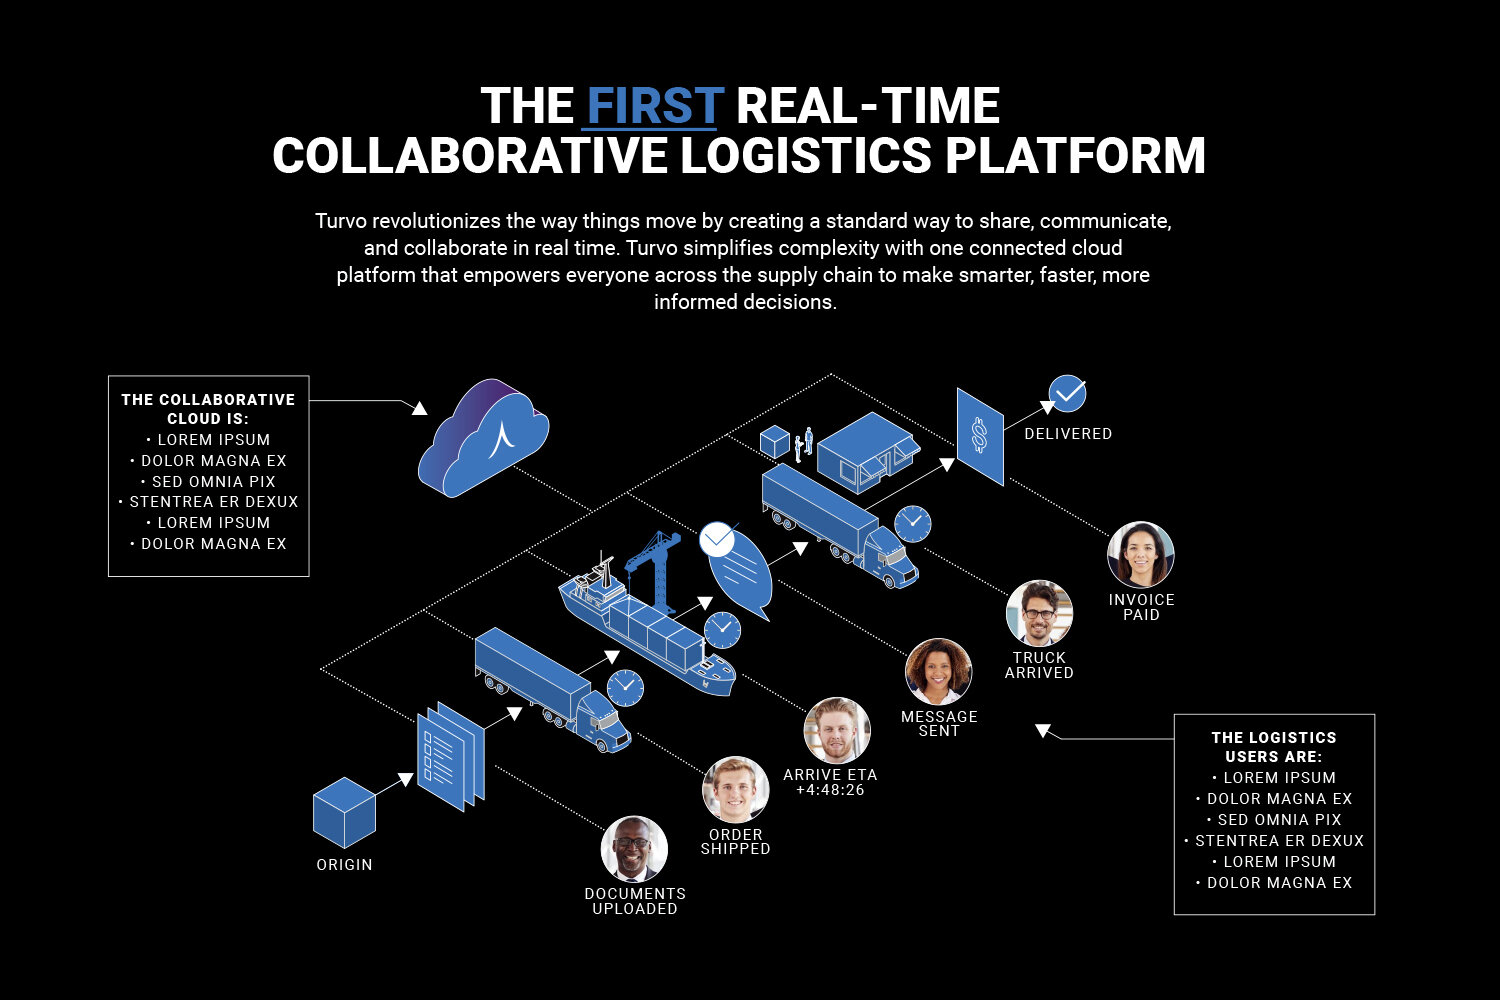 THE FIRST REAL-TIME
COLLABORATIVE LOGISTICS PLATFORM
Turvo revolutionizes the way things move by creating a standard way to share, communicate,
and collaborate in real time. Turvo simplifies complexity with one connected cloud
platform that empowers everyone across the supply chain to make smarter, faster, more
informed decisions.
THE COLLABORATIVE
CLOUD IS:
• LOREM IPSUM
• DOLOR MAGNA EX
• SED OMNIA PIX
• STENTREA ER DEXUX
• LOREM IPSUM
• DOLOR MAGNA EX
DELIVERED
INVOICE
PAID
TRUCK
ARRIVED
MESSAGE
SENT
ARRIVE ETA
+4:48:26
ORDER
SHIPPED
DOCUMENTS
UPLOADED
ORIGIN
THE LOGISTICS
USERS ARE:
• LOREM IPSUM
• DOLOR MAGNA EX
• SED OMNIA PIX
• STENTREA ER DEXUX
• LOREM IPSUM
• DOLOR MAGNA EX